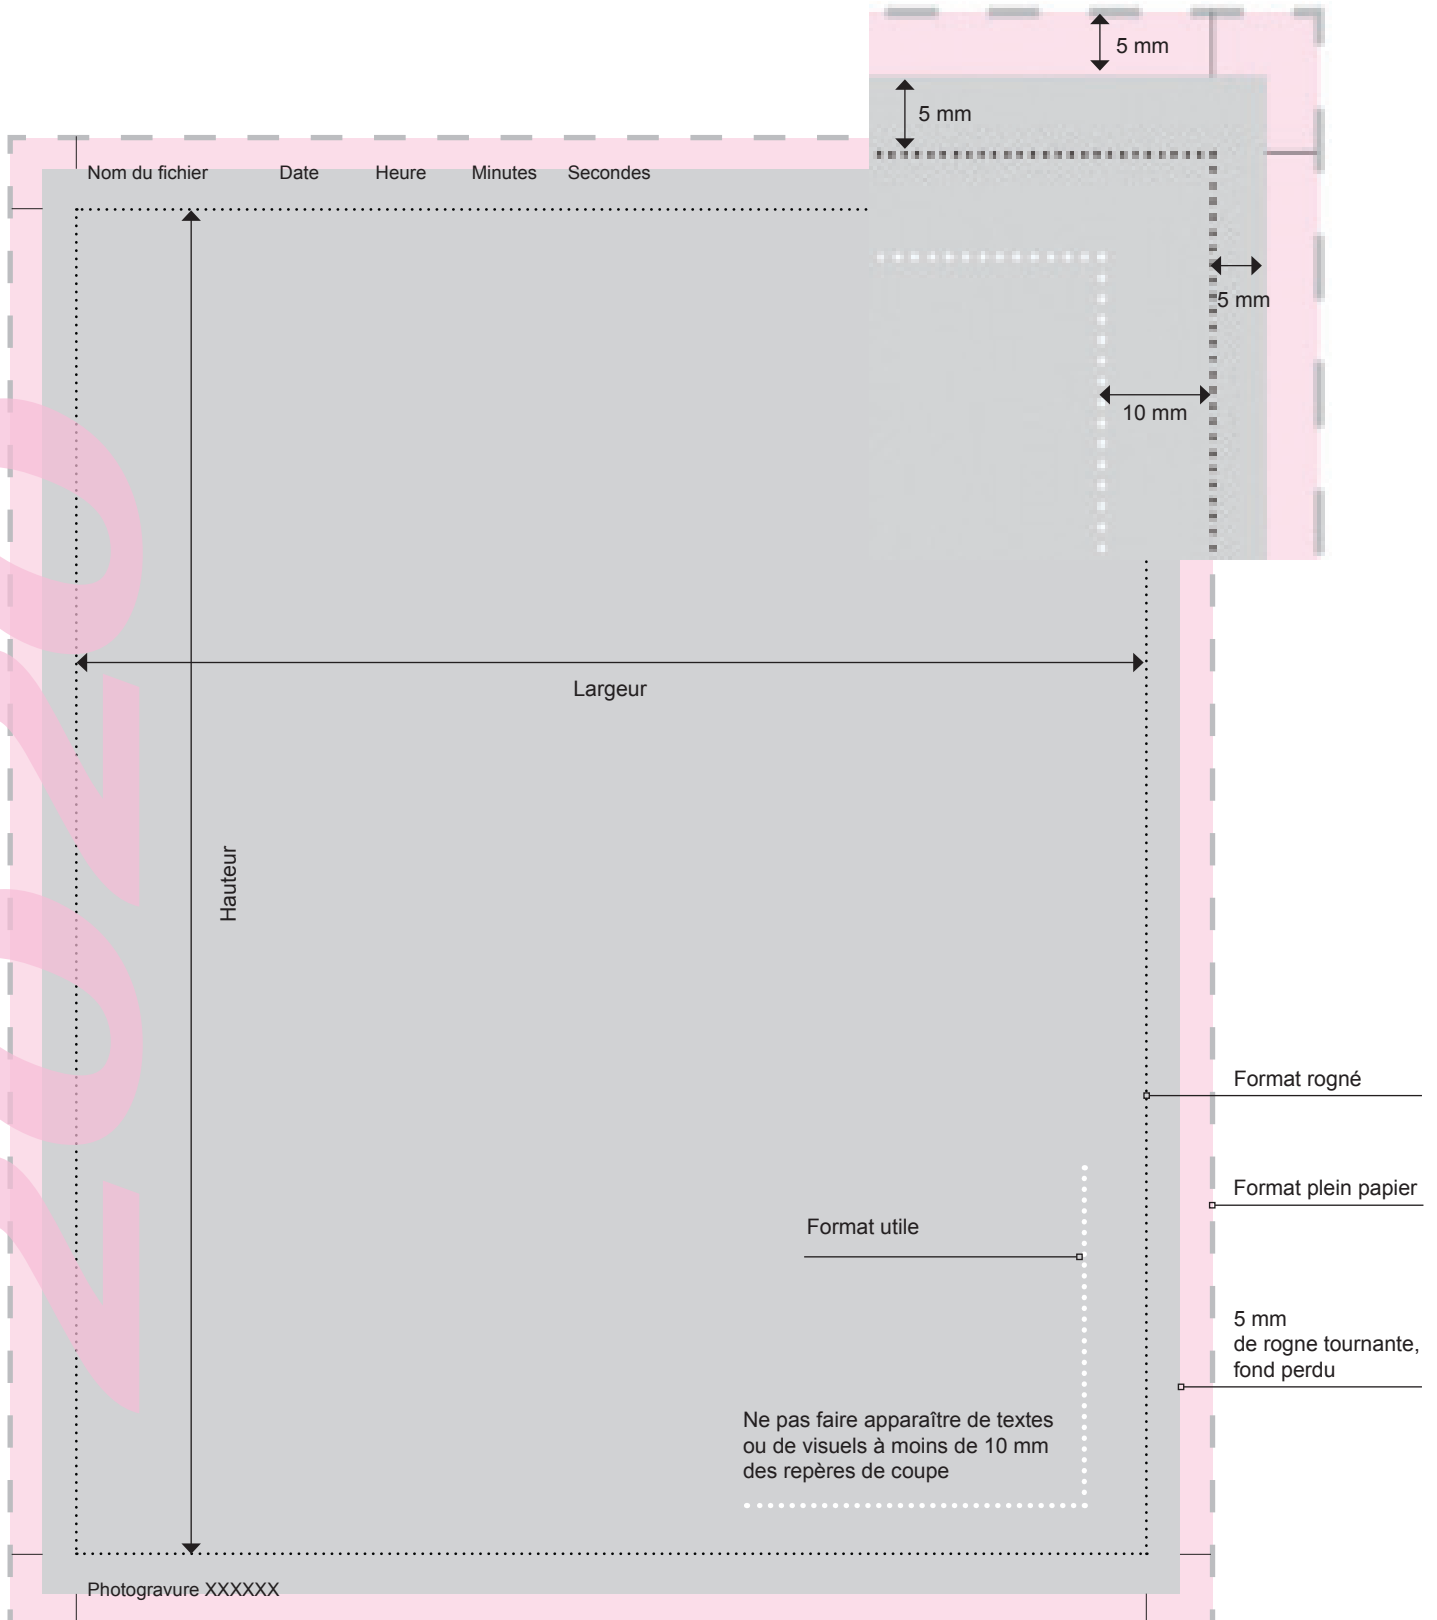 5 mm
5 mm
Nom du fichier Date Heure Minutes Secondes
5 mm
10 mm
Largeur
Hauteur
Format rogné
Format plein papier
Format utile
5 mm
de rogne tournante,
fond perdu
Ne pas faire apparaître de textes
ou de visuels à moins de 10 mm
des repères de coupe
Photogravure XXXXXX